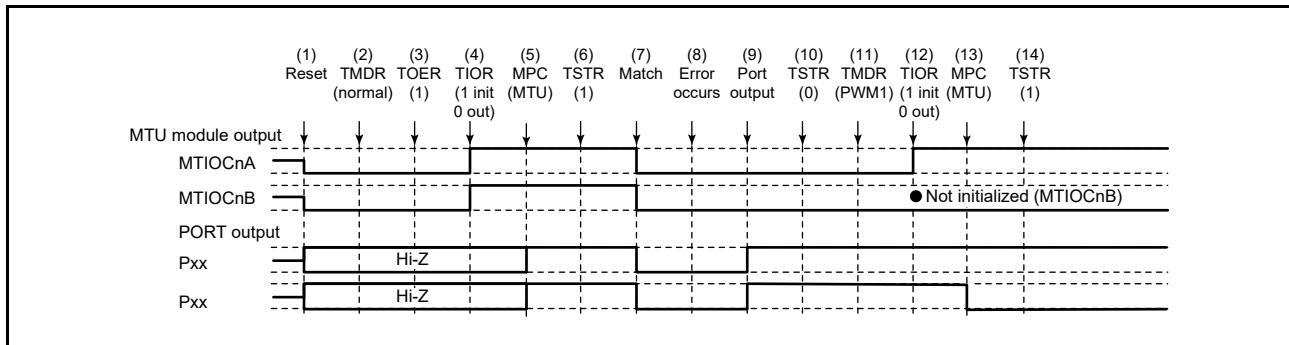 (1) (2) (3) (4) (5) (6) (7) (8) (9) (10) (11) (12) (13) (14)
Reset TMDR TOER TIOR MPC TSTR Match Error Port TSTR TMDR TIOR MPC TSTR
(normal) (1) (1 init (MTU) (1) occurs output (0) (PWM1) (1 init (MTU) (1)
0 out) 0 out)
MTU module output
MTIOCnA
MTIOCnB ● Not initialized (MTIOCnB)
PORT output
Pxx Hi-Z
Pxx Hi-Z